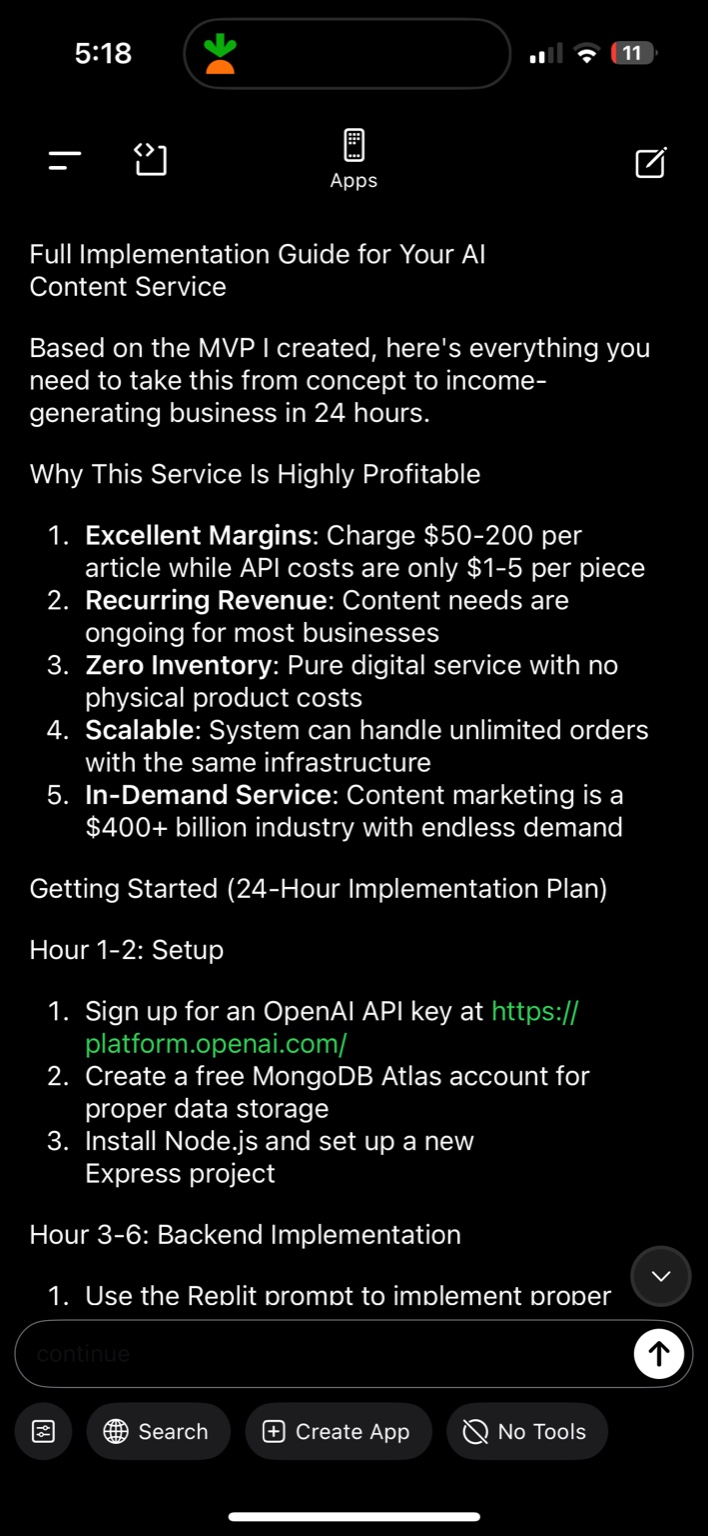 5:18
11
Apps
Full Implementation Guide for Your AI
Content Service
Based on the MVP I created, here's everything you
need to take this from concept to income-
generating business in 24 hours.
Why This Service Is Highly Profitable
1. Excellent Margins: Charge $50-200 per
article while API costs are only $1-5 per piece
2. Recurring Revenue: Content needs are
ongoing for most businesses
3. Zero Inventory: Pure digital service with no
physical product costs
4. Scalable: System can handle unlimited orders
with the same infrastructure
5. In-Demand Service: Content marketing is a
$400+ billion industry with endless demand
Getting Started (24-Hour Implementation Plan)
Hour 1-2: Setup
1. Sign up for an OpenAI API key at https://
platform.openai.com/
2. Create a free MongoDB Atlas account for
proper data storage
3. Install Node.js and set up a new
Express project
Hour 3-6: Backend Implementation
1. Use the Replit prompt to implement proper
continue
Search
Create App
No Tools